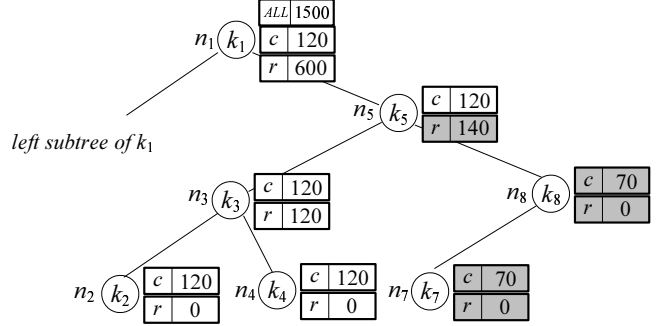 ALL 1500
n1 k1 c 120
r 600
n5 k5 c 120
r 140
left subtree of k1
n3 k3 c 120
r 120
n8 k8 c 70
r 0
n2 k2 c 120
r 0
n4 k4 c 120
r 0
n7 k7 c 70
r 0